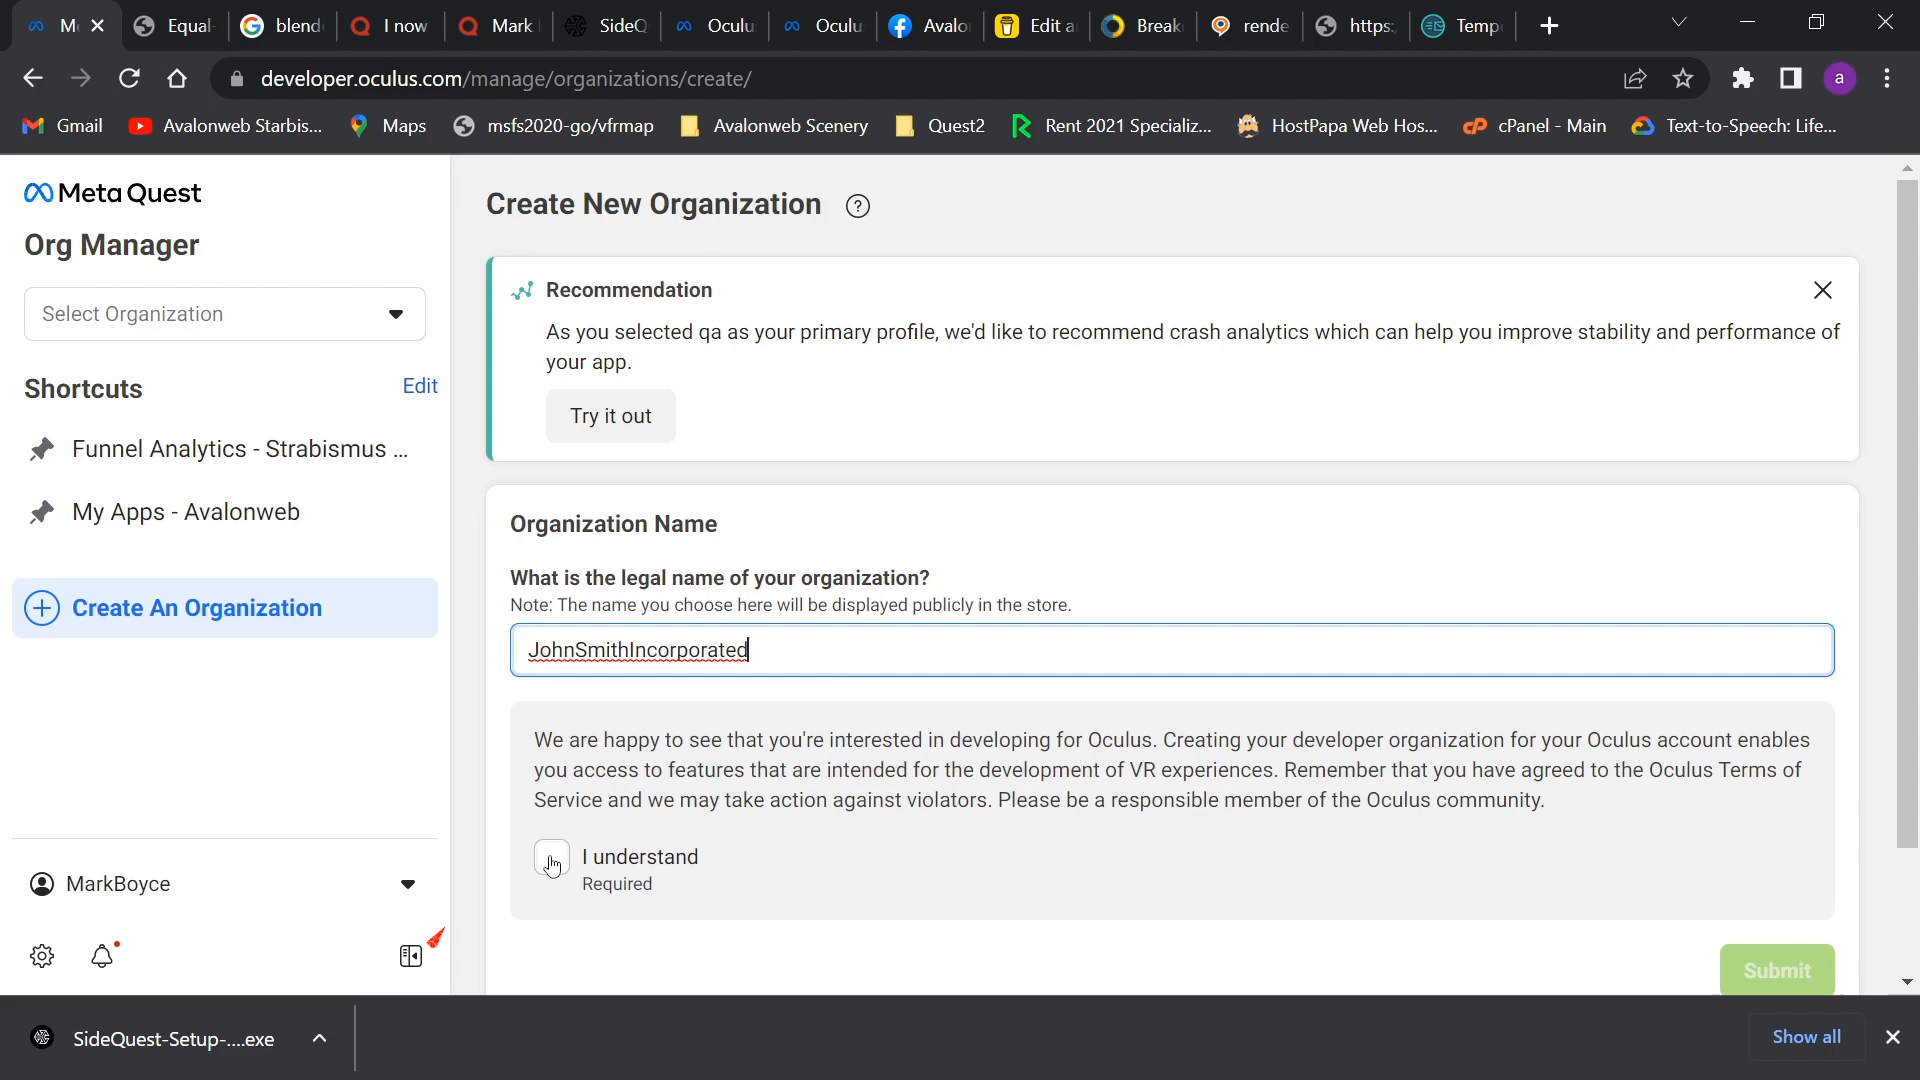 M
Equal-
blend
I now
Mark
SideQ
Oculu
Oculu
Avalo
Edit a
Break
rende
https:
Temp
developer.oculus.com/manage/organizations/create/
a
Gmail
Avalonweb Starbis...
Maps
msfs2020-go/vfrmap
Avalonweb Scenery
Quest2
Rent 2021 Specializ...
HostPapa Web Hos...
cPanel - Main
Text-to-Speech: Life...
Meta Quest
Org Manager
Select Organization
Shortcuts
Edit
Funnel Analytics - Strabismus ...
My Apps - Avalonweb
Create An Organization
MarkBoyce
Create New Organization
Recommendation
As you selected qa as your primary profile, we'd like to recommend crash analytics which can help you improve stability and performance of
your app.
Try it out
Organization Name
What is the legal name of your organization?
Note: The name you choose here will be displayed publicly in the store.
JohnSmithIncorporated
We are happy to see that you're interested in developing for Oculus. Creating your developer organization for your Oculus account enables
you access to features that are intended for the development of VR experiences. Remember that you have agreed to the Oculus Terms of
Service and we may take action against violators. Please be a responsible member of the Oculus community.
I understand
Required
Submit
SideQuest-Setup-....exe
Show all